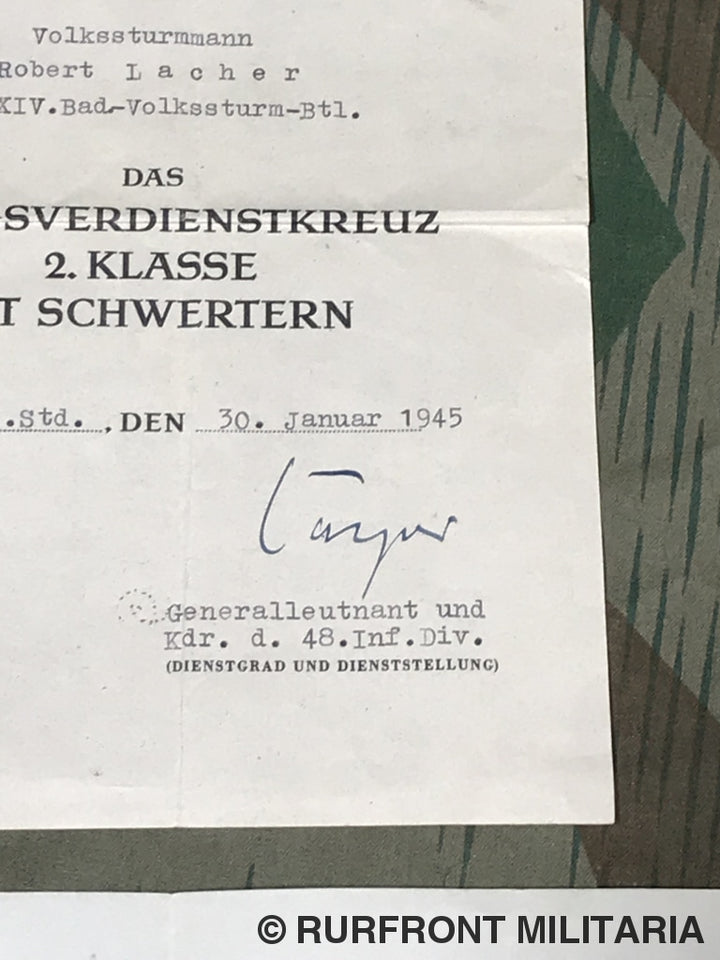 Volkssturmmann
Robert Lacher
XIV.Bad.-Volkssturm-Btl.
DAS
SVERDIENSTKREUZ
2. KLASSE
T SCHWERTERN
.Std. , DEN 30. Januar 1945
Generalleutnant und
Kdr. d. 48.Inf.Div.
(DIENSTGRAD UND DIENSTSTELLUNG)
© RURFRONT MILITARIA